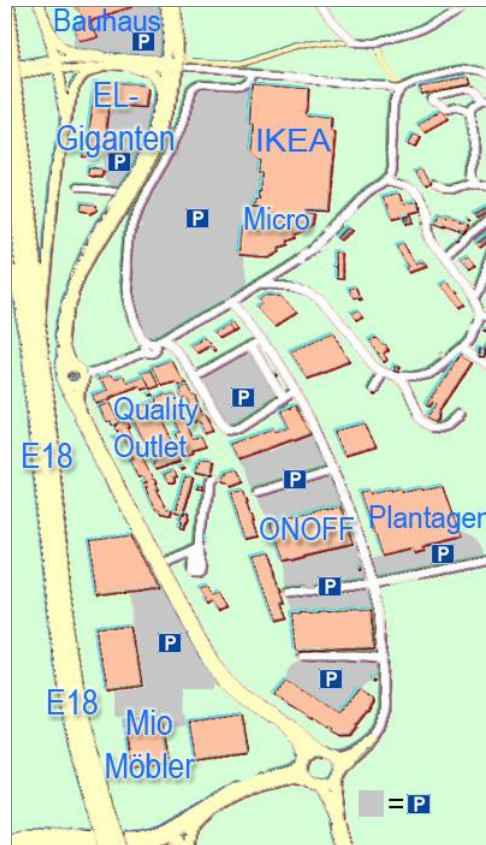 Bauhaus
P
EL-
Giganten
P
IKEA
P
Micro
Quality
Outlet
P
E18
P
ONOFF
Plantagen
P
P
P
P
E18
Mio
Möbler
= P